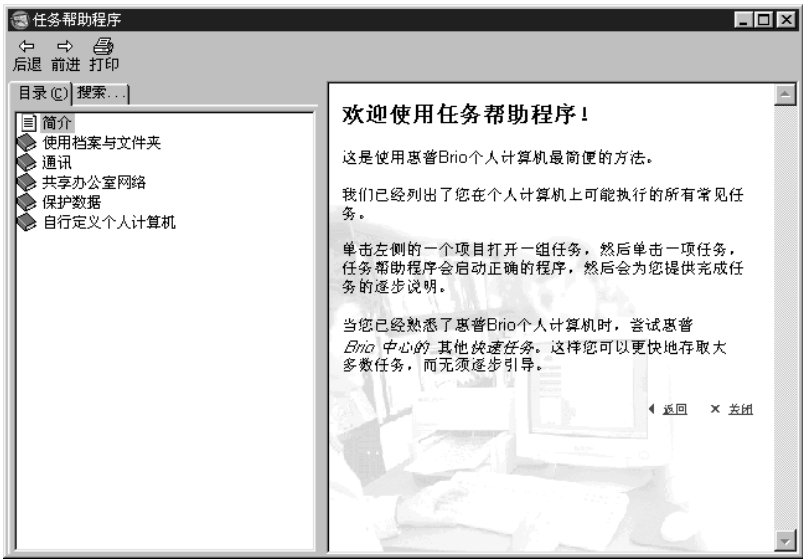 任务帮助程序
后退 前进 打印
目录(C) 搜索...
简介
使用档案与文件夹
通讯
共享办公室网络
保护数据
自行定义个人计算机
欢迎使用任务帮助程序!
这是使用惠普Brio个人计算机最简便的方法。
我们已经列出了您在个人计算机上可能执行的所有常见任
务。
单击左侧的一个项目打开一组任务，然后单击一项任务，
任务帮助程序会启动正确的程序，然后会为您提供完成任
务的逐步说明。
当您已经熟悉了惠普Brio个人计算机时，尝试惠普
Brio 中心的 其他快速任务。这样您可以更快地存取大
多数任务，而无须逐步引导。
返回 × 关闭